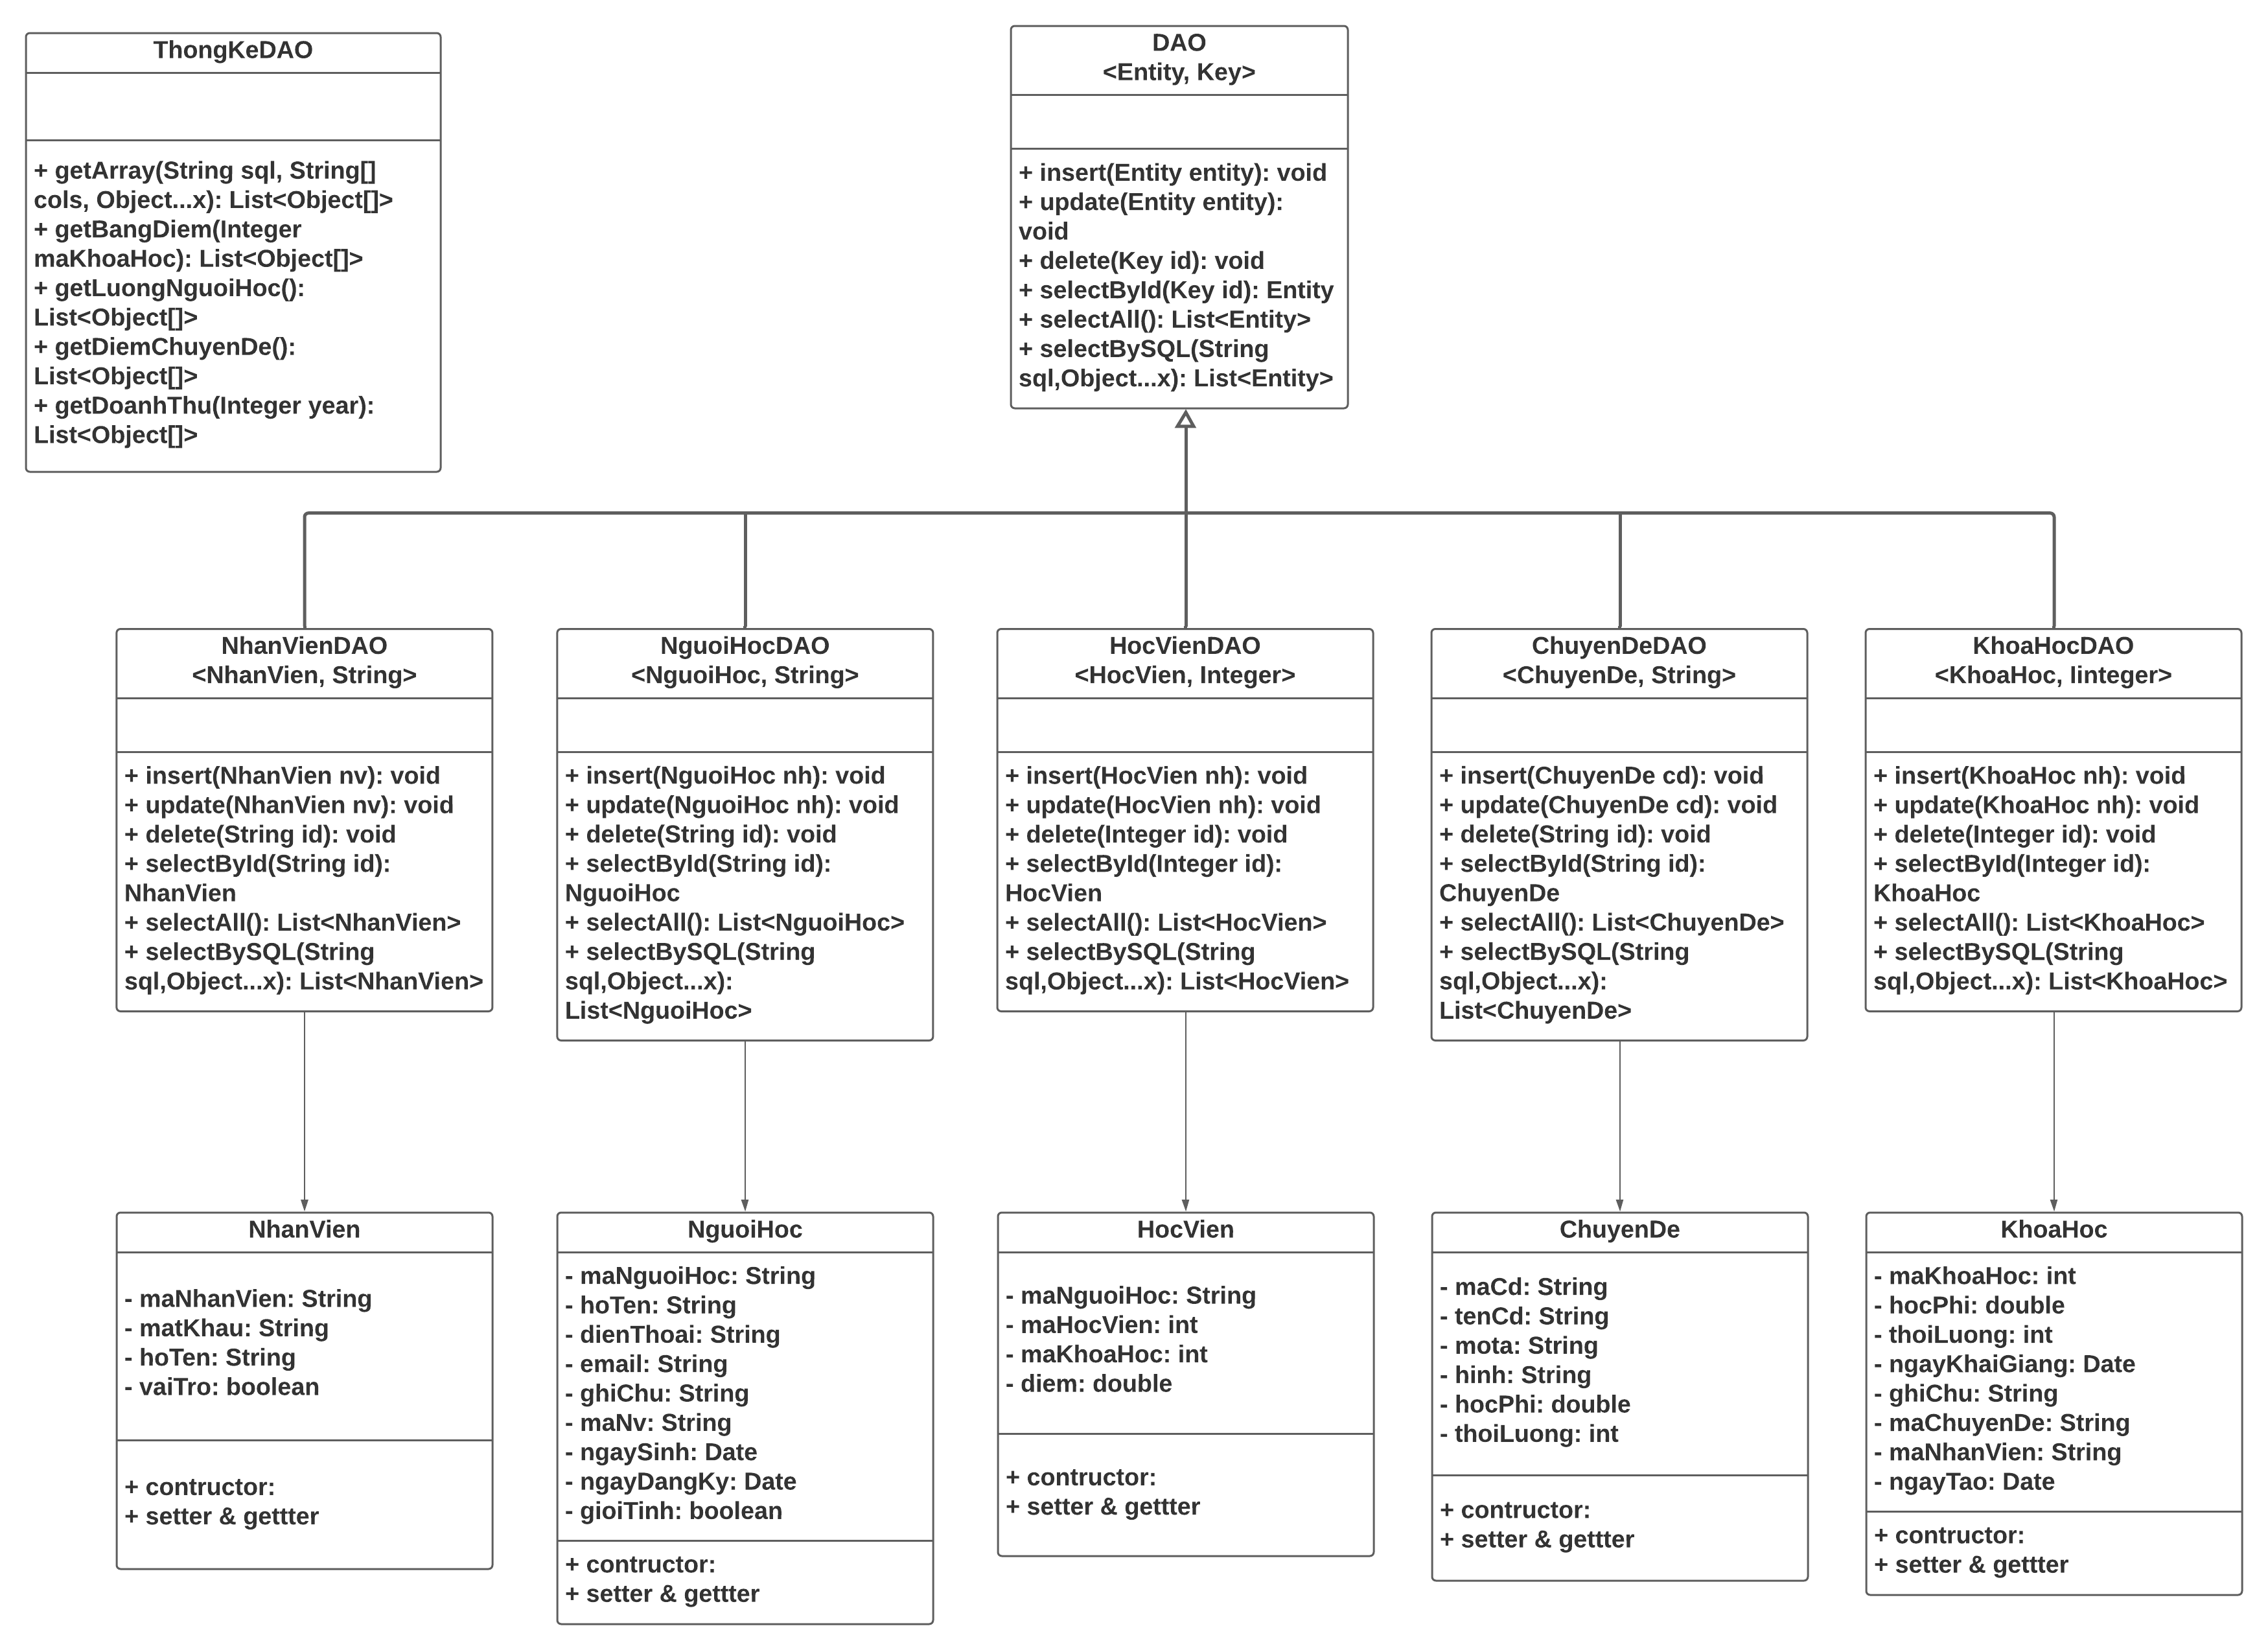 ThongKeDAO
+ getArray(String sql, String[]
cols, Object...x): List<Object[]>
+ getBangDiem(Integer
maKhoaHoc): List<Object[]>
+ getLuongNguoiHoc():
List<Object[]>
+ getDiemChuyenDe():
List<Object[]>
+ getDoanhThu(Integer year):
List<Object[]>
DAO
<Entity, Key>
+ insert(Entity entity): void
+ update(Entity entity):
void
+ delete(Key id): void
+ selectById(Key id): Entity
+ selectAll(): List<Entity>
+ selectBySQL(String
sql,Object...x): List<Entity>
NhanVienDAO
<NhanVien, String>
+ insert(NhanVien nv): void
+ update(NhanVien nv): void
+ delete(String id): void
+ selectById(String id):
NhanVien
+ selectAll(): List<NhanVien>
+ selectBySQL(String
sql,Object...x): List<NhanVien>
NguoiHocDAO
<NguoiHoc, String>
+ insert(NguoiHoc nh): void
+ update(NguoiHoc nh): void
+ delete(String id): void
+ selectById(String id):
NguoiHoc
+ selectAll(): List<NguoiHoc>
+ selectBySQL(String
sql,Object...x):
List<NguoiHoc>
HocVienDAO
<HocVien, Integer>
+ insert(HocVien nh): void
+ update(HocVien nh): void
+ delete(Integer id): void
+ selectById(Integer id):
HocVien
+ selectAll(): List<HocVien>
+ selectBySQL(String
sql,Object...x): List<HocVien>
ChuyenDeDAO
<ChuyenDe, String>
+ insert(ChuyenDe cd): void
+ update(ChuyenDe cd): void
+ delete(String id): void
+ selectById(String id):
ChuyenDe
+ selectAll(): List<ChuyenDe>
+ selectBySQL(String
sql,Object...x):
List<ChuyenDe>
KhoaHocDAO
<KhoaHoc, Iinteger>
+ insert(KhoaHoc nh): void
+ update(KhoaHoc nh): void
+ delete(Integer id): void
+ selectById(Integer id):
KhoaHoc
+ selectAll(): List<KhoaHoc>
+ selectBySQL(String
sql,Object...x): List<KhoaHoc>
NhanVien
- maNhanVien: String
- matKhau: String
- hoTen: String
- vaiTro: boolean
+ contructor:
+ setter & gettter
NguoiHoc
- maNguoiHoc: String
- hoTen: String
- dienThoai: String
- email: String
- ghiChu: String
- maNv: String
- ngaySinh: Date
- ngayDangKy: Date
- gioiTinh: boolean
+ contructor:
+ setter & gettter
HocVien
- maNguoiHoc: String
- maHocVien: int
- maKhoaHoc: int
- diem: double
+ contructor:
+ setter & gettter
ChuyenDe
- maCd: String
- tenCd: String
- mota: String
- hinh: String
- hocPhi: double
- thoiLuong: int
+ contructor:
+ setter & gettter
KhoaHoc
- maKhoaHoc: int
- hocPhi: double
- thoiLuong: int
- ngayKhaiGiang: Date
- ghiChu: String
- maChuyenDe: String
- maNhanVien: String
- ngayTao: Date
+ contructor:
+ setter & gettter